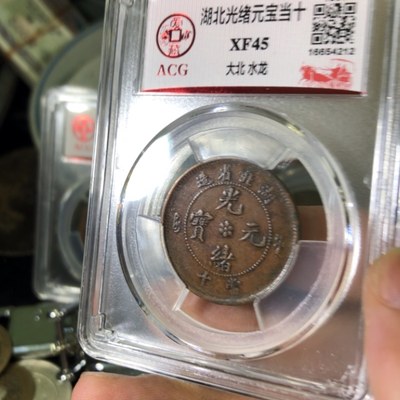 湖北光绪元宝当十
XF45
大北 水龙
ACG
16654212
湖北省造
光緒元寶
當十